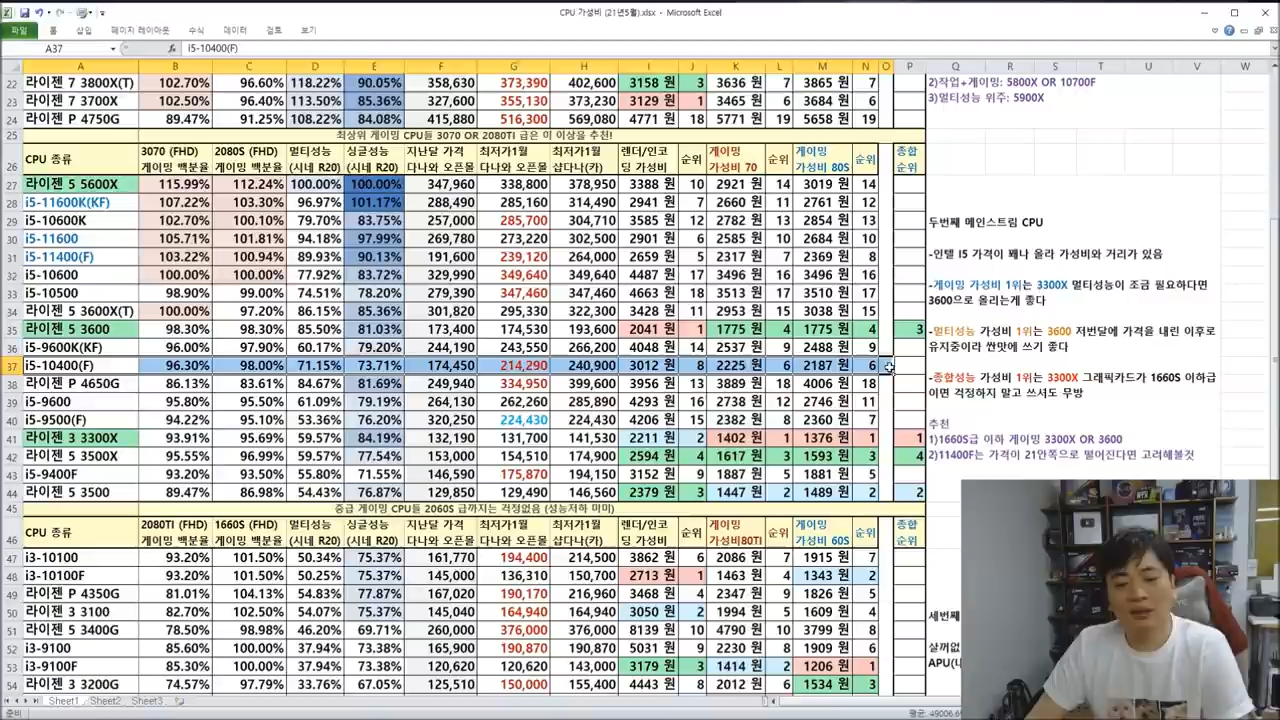 CPU 가성비 (21년5월).xlsx - Microsoft Excel
파일 홈 삽입 페이지 레이아웃 수식 데이터 검토 보기
A37 fx i5-10400(F)
A B C D E F G H I J K L M N O P Q R S T U V W
22 라이젠 7 3800X(T) 102.70% 96.60% 118.22% 90.05% 358,630 373,390 402,600 3158 원 3 3636 원 7 3865 원 7
2)작업+게이밍: 5800X OR 10700F
23 라이젠 7 3700X 102.50% 96.40% 113.50% 85.36% 327,600 355,130 373,230 3129 원 1 3465 원 6 3684 원 6
3)멀티성능 위주: 5900X
24 라이젠 P 4750G 89.47% 91.25% 108.22% 84.08% 415,880 516,300 569,080 4771 원 18 5771 원 19 5658 원 19
25 최상위 게이밍 CPU들 3070 OR 2080TI 급은 이 이상을 추천!
26 CPU 종류 3070 (FHD) 게이밍 백분율 2080S (FHD) 게이밍 백분율 멀티성능 (시네 R20) 싱글성능 (시네 R20) 지난달 가격 다나와 오픈몰 최저가1월 다나와 오픈몰 최저가1월 샵다나(카) 렌더/인코딩 가성비 순위 게이밍 가성비 70 순위 게이밍 가성비 80S 순위 종합 순위
27 라이젠 5 5600X 115.99% 112.24% 100.00% 100.00% 347,960 338,800 378,950 3388 원 10 2921 원 14 3019 원 14
28 i5-11600K(KF) 107.22% 103.30% 96.97% 101.17% 288,490 285,160 314,490 2941 원 7 2660 원 11 2761 원 12
29 i5-10600K 102.70% 100.10% 79.70% 83.75% 257,000 285,700 304,710 3585 원 12 2782 원 13 2854 원 13
30 i5-11600 105.71% 101.81% 94.18% 97.99% 269,780 273,220 302,500 2901 원 6 2585 원 10 2684 원 10
31 i5-11400(F) 103.22% 100.94% 89.93% 90.13% 191,600 239,120 264,000 2659 원 5 2317 원 7 2369 원 8
32 i5-10600 100.00% 100.00% 77.92% 83.72% 329,990 349,640 349,640 4487 원 17 3496 원 16 3496 원 16
33 i5-10500 98.90% 99.00% 74.51% 78.20% 279,390 347,460 347,460 4663 원 18 3513 원 17 3510 원 17
34 라이젠 5 3600X(T) 100.00% 97.20% 86.15% 85.36% 301,820 295,330 322,300 3428 원 11 2953 원 15 3038 원 15
35 라이젠 5 3600 98.30% 98.30% 85.50% 81.03% 173,400 174,530 193,600 2041 원 1 1775 원 4 1775 원 4 3
36 i5-9600K(KF) 96.00% 97.90% 60.17% 79.20% 244,190 243,550 266,200 4048 원 14 2537 원 9 2488 원 9
37 i5-10400(F) 96.30% 98.00% 71.15% 73.71% 174,450 214,290 240,900 3012 원 8 2225 원 6 2187 원 6
38 라이젠 P 4650G 86.13% 83.61% 84.67% 81.69% 249,940 334,950 399,600 3956 원 13 3889 원 18 4006 원 18
39 i5-9600 95.80% 95.50% 61.09% 79.19% 264,130 262,260 285,890 4293 원 16 2738 원 12 2746 원 11
40 i5-9500(F) 94.22% 95.10% 53.36% 76.20% 320,250 224,430 4206 원 15 2382 원 8 2360 원 7
41 라이젠 3 3300X 93.91% 95.69% 59.57% 84.19% 132,190 131,700 141,530 2211 원 2 1402 원 1 1376 원 1 1
42 라이젠 5 3500X 95.55% 96.99% 59.57% 77.54% 153,000 154,510 174,900 2594 원 4 1617 원 3 1593 원 3 4
43 i5-9400F 93.20% 93.50% 55.80% 71.55% 146,590 175,870 194,150 3152 원 9 1887 원 5 1881 원 5
44 라이젠 5 3500 89.47% 86.98% 54.43% 76.87% 129,850 129,490 146,560 2379 원 3 1447 원 2 1489 원 2 2
두번째 메인스트림 CPU
-인텔 I5 가격이 꽤나 올라 가성비와 거리가 있음
-게이밍 가성비 1위는 3300X 멀티성능이 조금 필요하다면
3600으로 올리는게 좋다
-멀티성능 가성비 1위는 3600 저번달에 가격을 내린 이후로
유지중이라 싼맛에 쓰기 좋다
-종합성능 가성비 1위는 3300X 그래픽카드가 1660S 이하급
이면 걱정하지 말고 쓰셔도 무방
추천
1)1660S급 이하 게이밍 3300X OR 3600
2)11400F는 가격이 21안쪽으로 떨어진다면 고려해볼것
45 중급 게이밍 CPU들 2060S 급까지는 걱정없음 (성능저하 미미)
46 CPU 종류 2080TI (FHD) 게이밍 백분율 1660S (FHD) 게이밍 백분율 멀티성능 (시네 R20) 싱글성능 (시네 R20) 지난달 가격 다나와 오픈몰 최저가1월 다나와 오픈몰 최저가1월 샵다나(카) 렌더/인코딩 가성비 순위 게이밍 가성비80TI 순위 게이밍 가성비 60S 순위 종합 순위
47 i3-10100 93.20% 101.50% 50.34% 75.37% 161,770 194,400 214,500 3862 원 6 2086 원 7 1915 원 7
48 i3-10100F 93.20% 101.50% 50.25% 75.37% 145,000 136,310 150,700 2713 원 1 1463 원 4 1343 원 2
49 라이젠 P 4350G 81.01% 104.13% 54.83% 77.87% 167,020 190,170 216,960 3468 원 4 2347 원 9 1826 원 5
50 라이젠 3 3100 82.70% 102.50% 54.07% 75.37% 145,040 164,940 164,940 3050 원 2 1994 원 5 1609 원 4
51 라이젠 5 3400G 78.50% 98.98% 46.20% 69.71% 260,000 376,000 376,000 8139 원 10 4790 원 10 3799 원 8
52 i3-9100 85.60% 100.00% 37.94% 73.38% 165,900 190,870 190,870 5031 원 9 2230 원 8 1909 원 6
53 i3-9100F 85.30% 100.00% 37.94% 73.38% 120,620 120,620 143,000 3179 원 3 1414 원 2 1206 원 1
54 라이젠 3 3200G 74.57% 97.79% 33.76% 67.05% 125,510 150,000 155,400 4443 원 8 2012 원 6 1534 원 3
세번째
살꺼없
APU(내
Sheet1 Sheet2 Sheet3
준비 평균: 49006.6